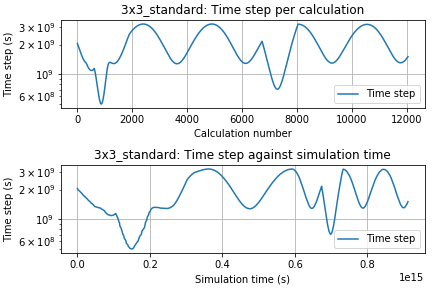 3x3_standard: Time step per calculation
Time step (s)
3 × 10⁹
2 × 10⁹
10⁹
6 × 10⁸
0 2000 4000 6000 8000 10000 12000
Time step
Calculation number
3x3_standard: Time step against simulation time
Time step (s)
3 × 10⁹
2 × 10⁹
10⁹
6 × 10⁸
0.0 0.2 0.4 0.6 0.8
Time step
1e15
Simulation time (s)